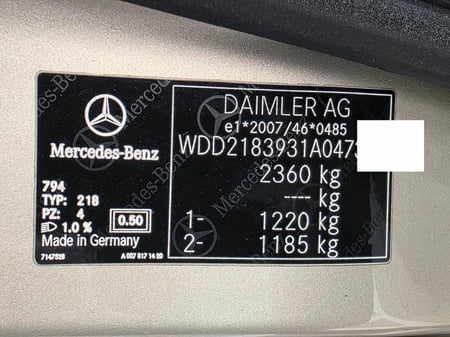 Mercedes-Benz
794
TYP: 218
PZ: 4
1.0 %
0.50
Made in Germany
7147528
A 007 817 14 20
DAIMLER AG
e1*2007/46*0485
WDD2183931A047
2360 kg
---- kg
1- 1220 kg
2- 1185 kg